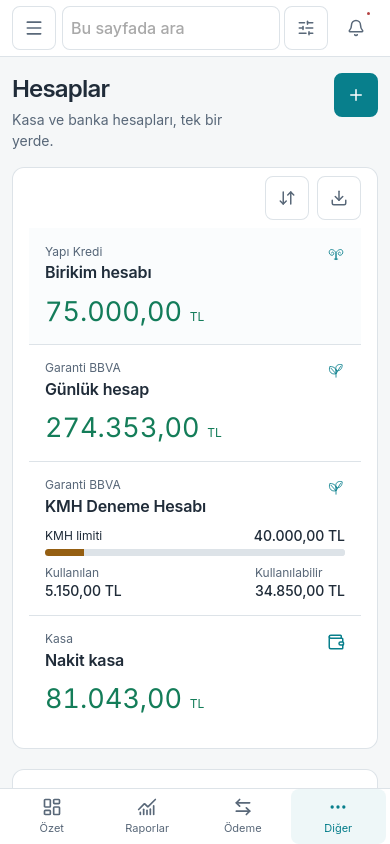 Bu sayfada ara
Hesaplar
Kasa ve banka hesapları, tek bir
yerde.
Yapı Kredi
Birikim hesabı
75.000,00 TL
Garanti BBVA
Günlük hesap
274.353,00 TL
Garanti BBVA
KMH Deneme Hesabı
KMH limiti 40.000,00 TL
Kullanılan Kullanılabilir
5.150,00 TL 34.850,00 TL
Kasa
Nakit kasa
81.043,00 TL
Özet Raporlar Ödeme Diğer